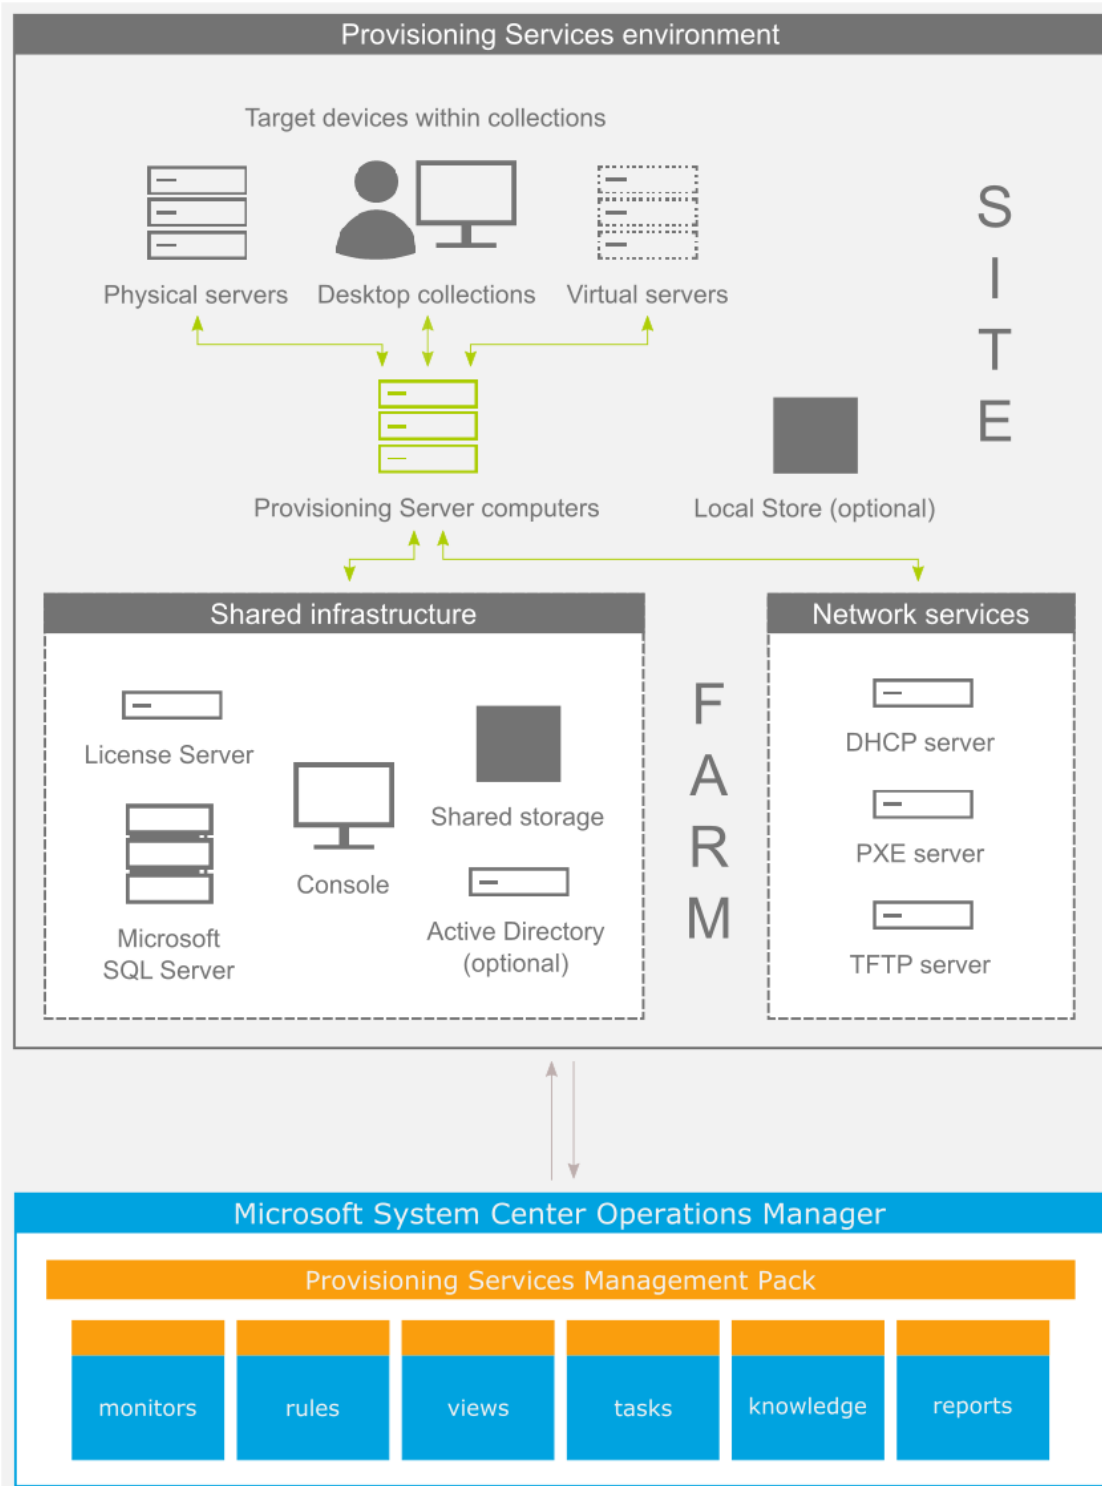 Provisioning Services environment
Target devices within collections
Physical servers
Desktop collections
Virtual servers
S
I
T
E
Provisioning Server computers
Local Store (optional)
Shared infrastructure
License Server
Microsoft
SQL Server
Console
Shared storage
Active Directory
(optional)
F
A
R
M
Network services
DHCP server
PXE server
TFTP server
Microsoft System Center Operations Manager
Provisioning Services Management Pack
monitors
rules
views
tasks
knowledge
reports